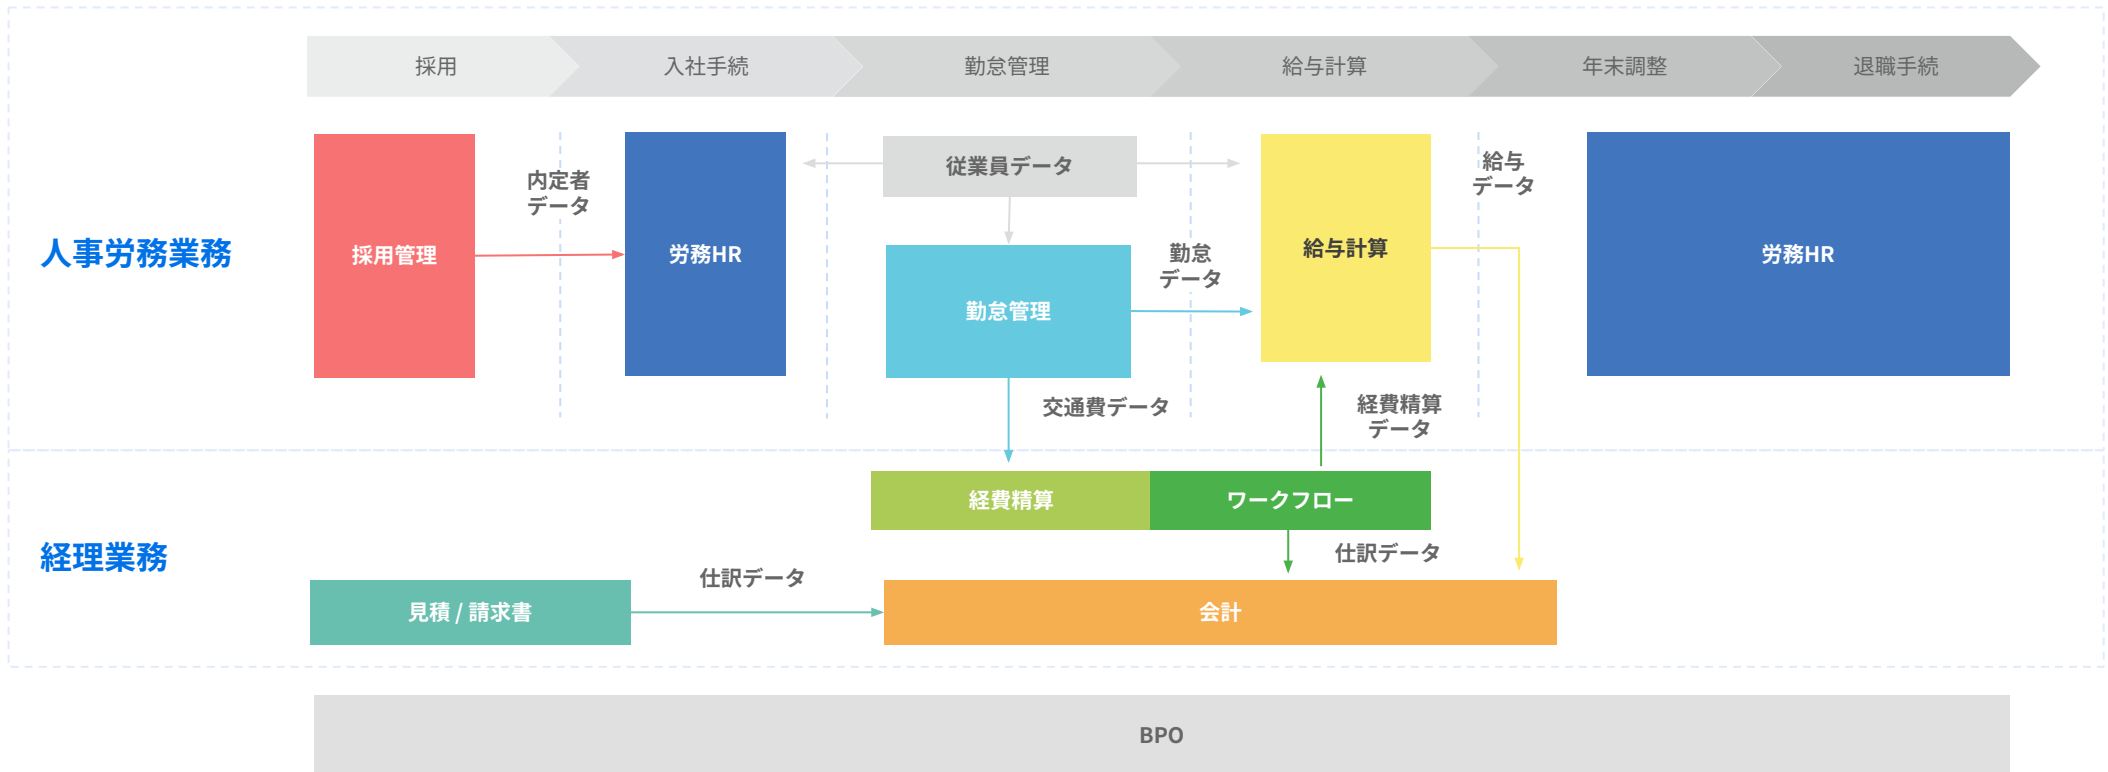 採用
入社手続
勤怠管理
給与計算
年末調整
退職手続
人事労務業務
採用管理
内定者
データ
労務HR
従業員データ
勤怠管理
勤怠
データ
給与計算
給与
データ
労務HR
交通費データ
経費精算
データ
経理業務
経費精算
ワークフロー
仕訳データ
見積 / 請求書
仕訳データ
会計
BPO